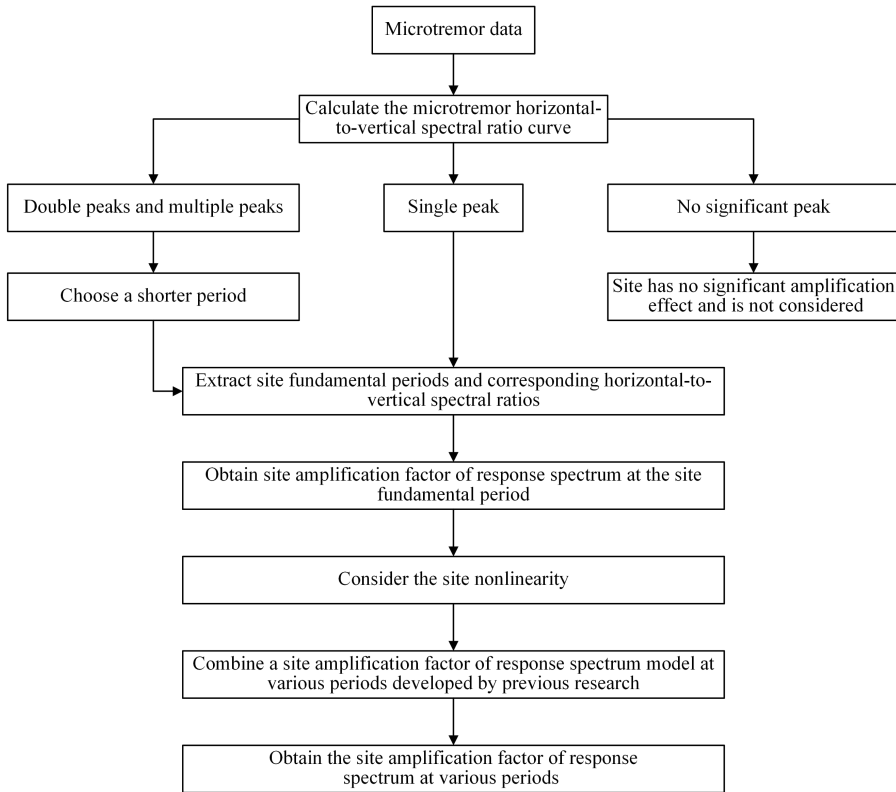 Microtremor data
Calculate the microtremor horizontal-
to-vertical spectral ratio curve
Double peaks and multiple peaks
Single peak
No significant peak
Choose a shorter period
Site has no significant amplification
effect and is not considered
Extract site fundamental periods and corresponding horizontal-to-
vertical spectral ratios
Obtain site amplification factor of response spectrum at the site
fundamental period
Consider the site nonlinearity
Combine a site amplification factor of response spectrum model at
various periods developed by previous research
Obtain the site amplification factor of response
spectrum at various periods